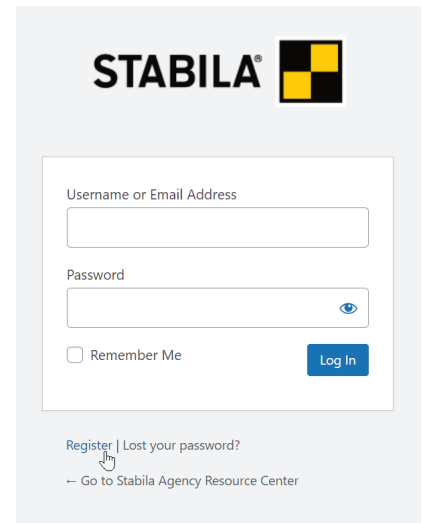 STABILA®
Username or Email Address
Password
Remember Me
Log In
Register | Lost your password?
← Go to Stabila Agency Resource Center